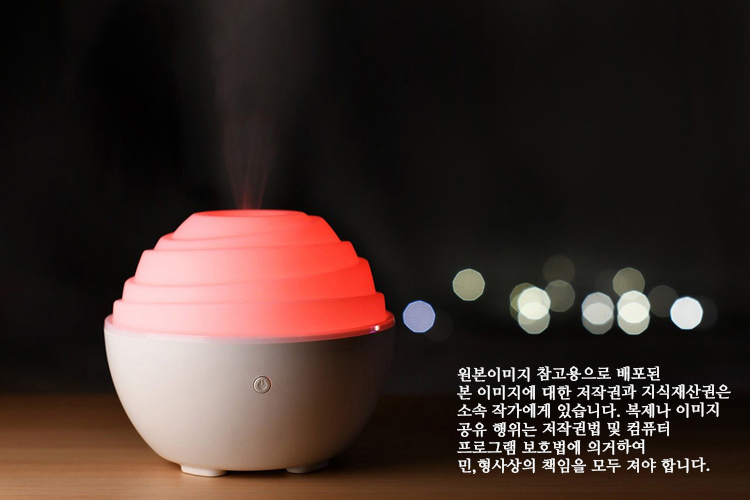 원본이미지 참고용으로 배포된
본 이미지에 대한 저작권과 지식재산권은
소속 작가에게 있습니다. 복제나 이미지
공유 행위는 저작권법 및 컴퓨터
프로그램 보호법에 의거하여
민,형사상의 책임을 모두 져야 합니다.